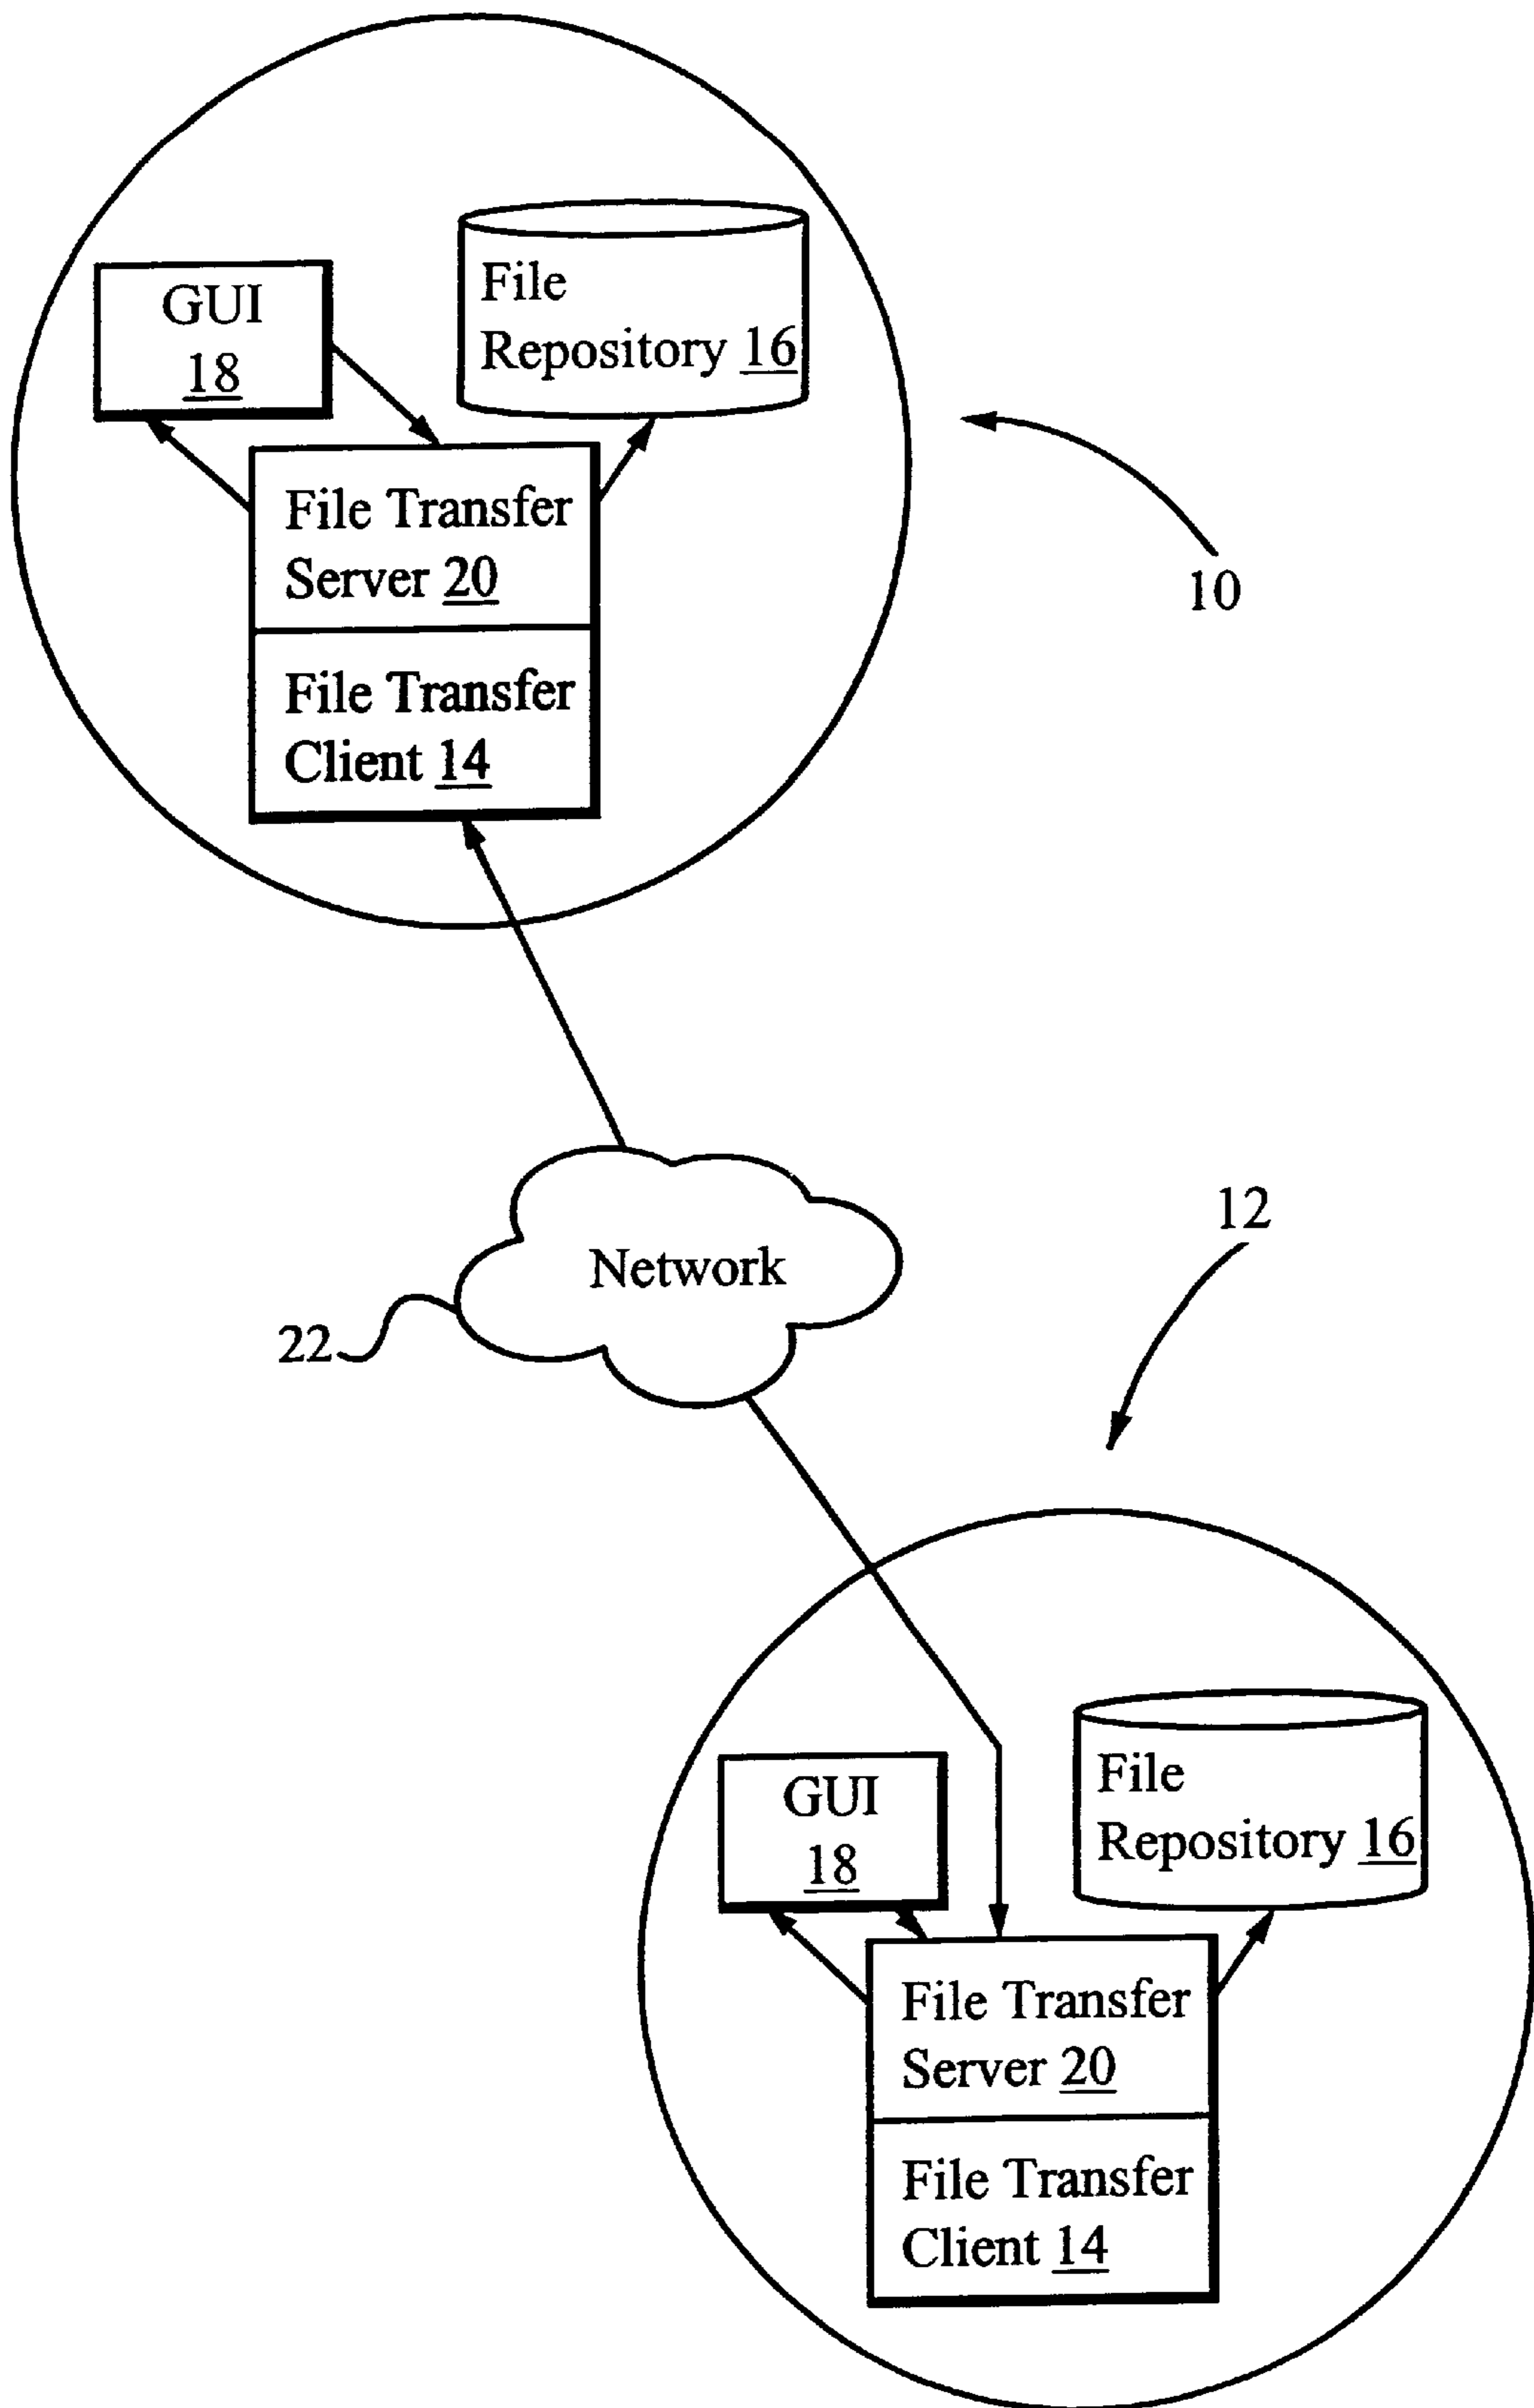 GUI
18
File
Repository 16
File Transfer
Server 20
File Transfer
Client 14
10
Network
22
12
GUI
18
File
Repository 16
File Transfer
Server 20
File Transfer
Client 14